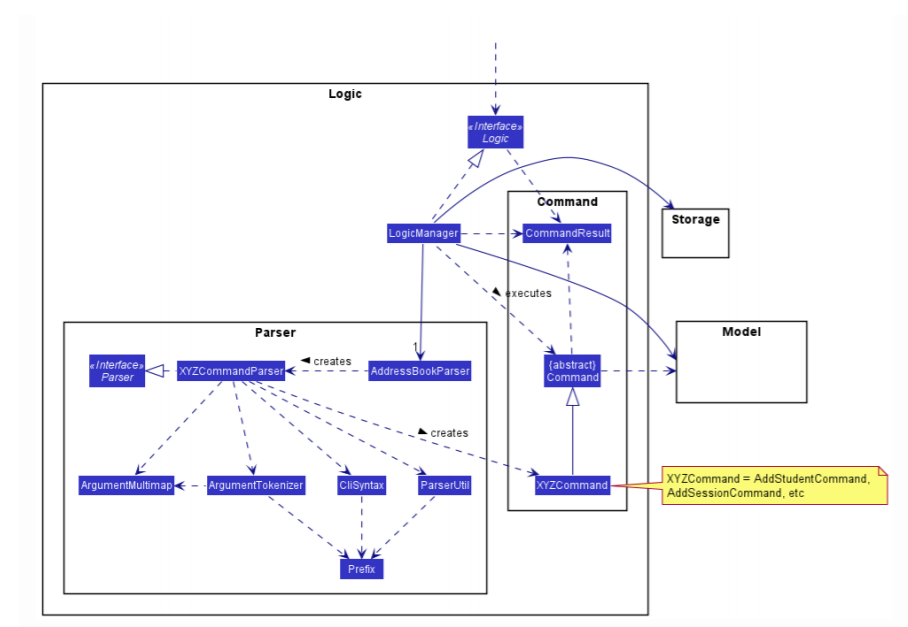 Logic
«Interface»
Logic
Command
Storage
LogicManager
CommandResult
executes
Parser
Model
1
«Interface»
Parser
XYZCommandParser
creates
AddressBookParser
{abstract}
Command
creates
ArgumentMultimap
ArgumentTokenizer
CliSyntax
ParserUtil
XYZCommand
XYZCommand = AddStudentCommand,
AddSessionCommand, etc
Prefix